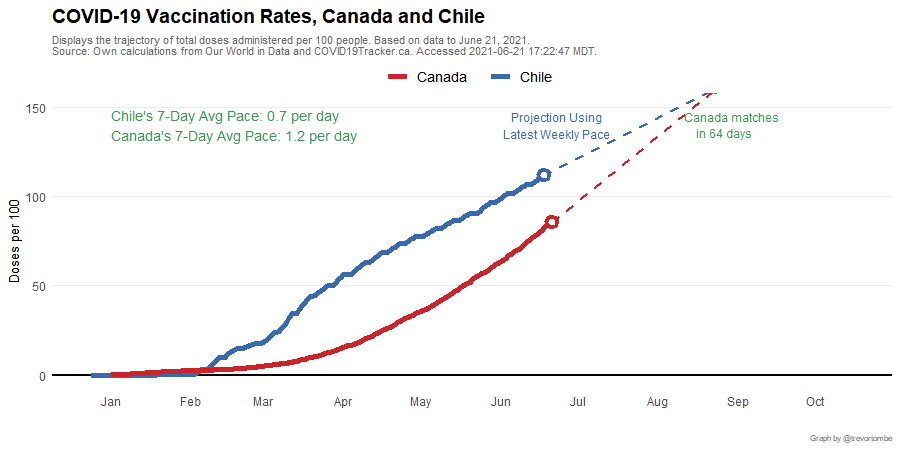 COVID-19 Vaccination Rates, Canada and Chile
Displays the trajectory of total doses administered per 100 people. Based on data to June 21, 2021.
Source: Own calculations from Our World in Data and COVID19Tracker.ca. Accessed 2021-06-21 17:22:47 MDT.
Canada Chile
Chile's 7-Day Avg Pace: 0.7 per day
Canada's 7-Day Avg Pace: 1.2 per day
Projection Using
Latest Weekly Pace
Canada matches
in 64 days
Doses per 100
150
100
50
0
Jan Feb Mar Apr May Jun Jul Aug Sep Oct
Graph by @trevortombe